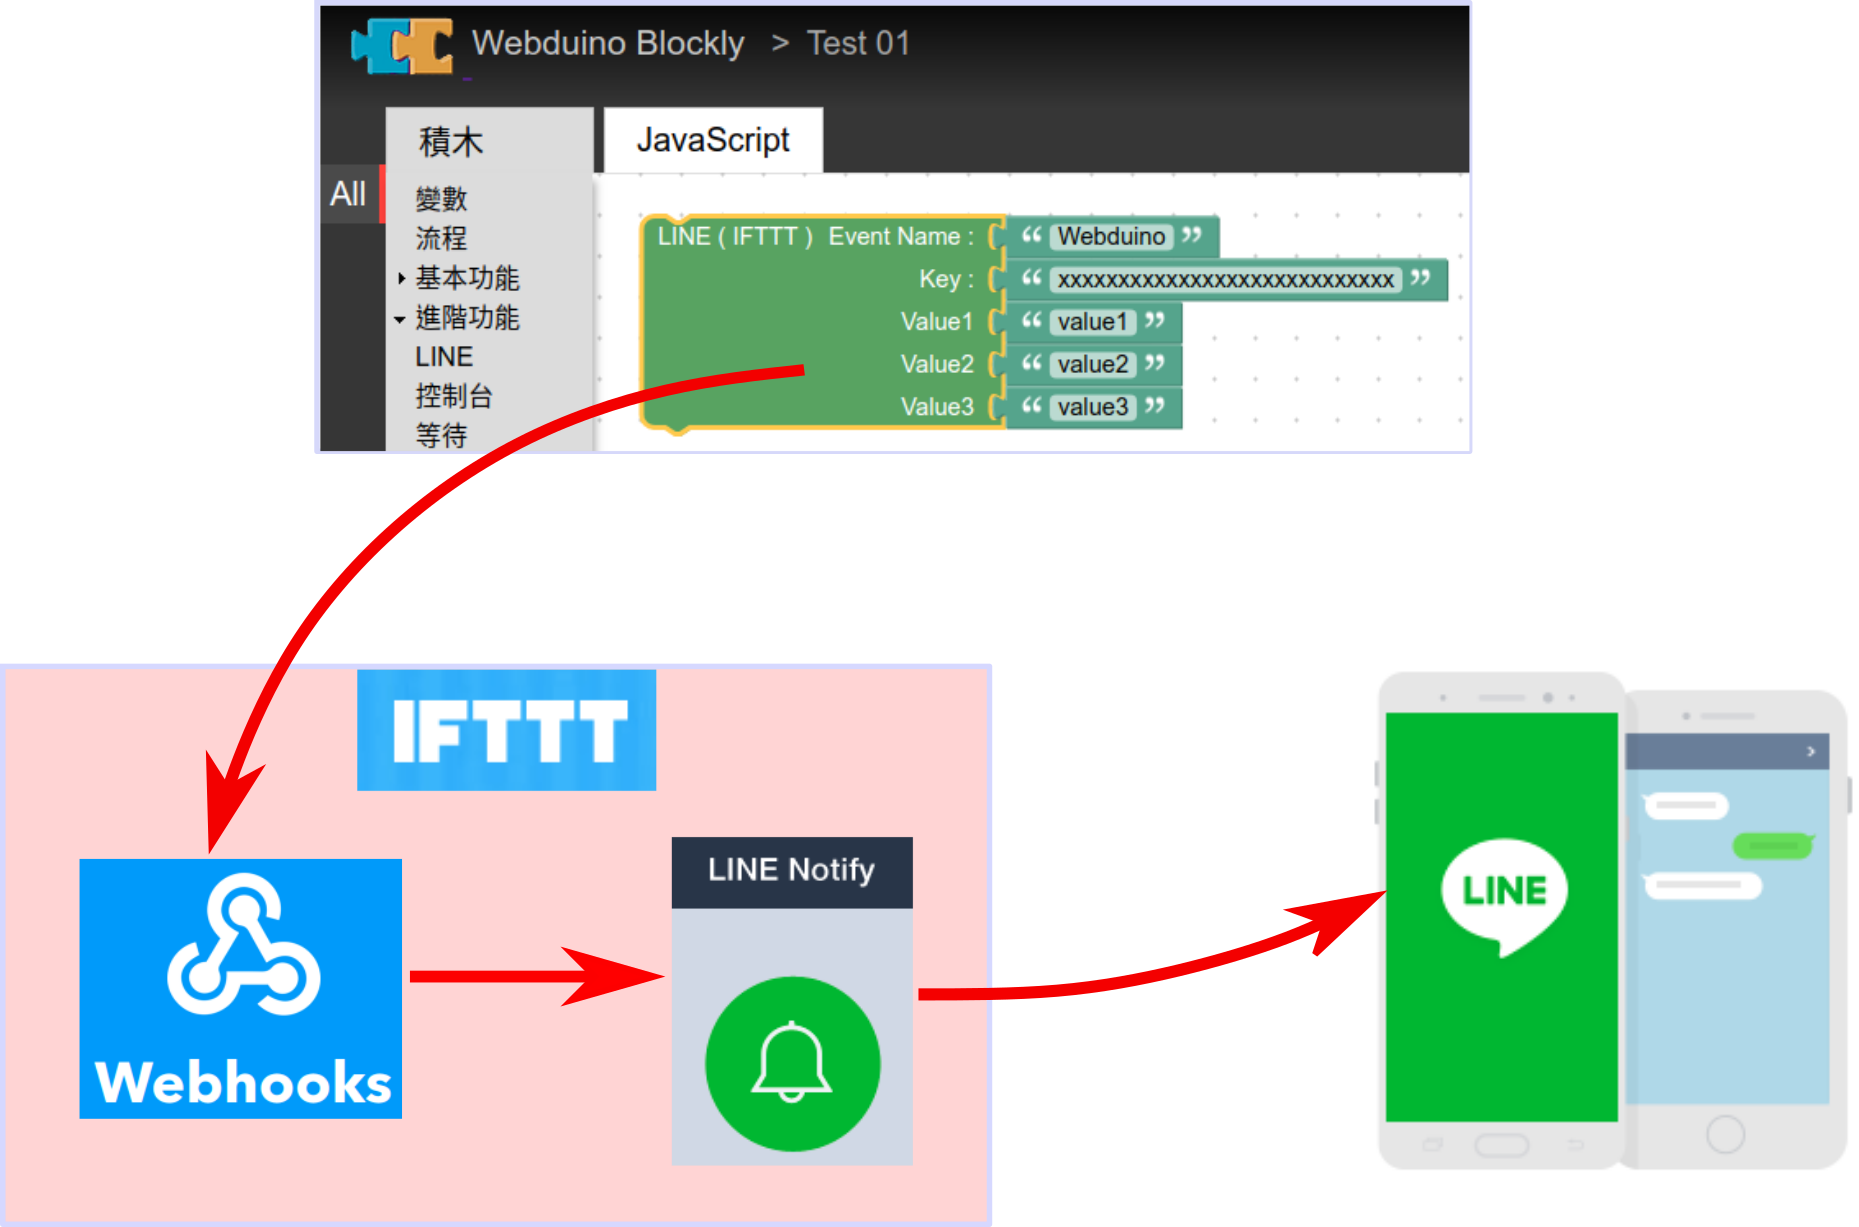 Webduino Blockly > Test 01
積木
JavaScript
All
變數
流程
基本功能
進階功能
LINE
控制台
等待
LINE ( IFTTT ) Event Name : “ Webduino ”
Key : “ xxxxxxxxxxxxxxxxxxxxxxxxxxxx ”
Value1 “ value1 ”
Value2 “ value2 ”
Value3 “ value3 ”
IFTTT
Webhooks
LINE Notify
LINE